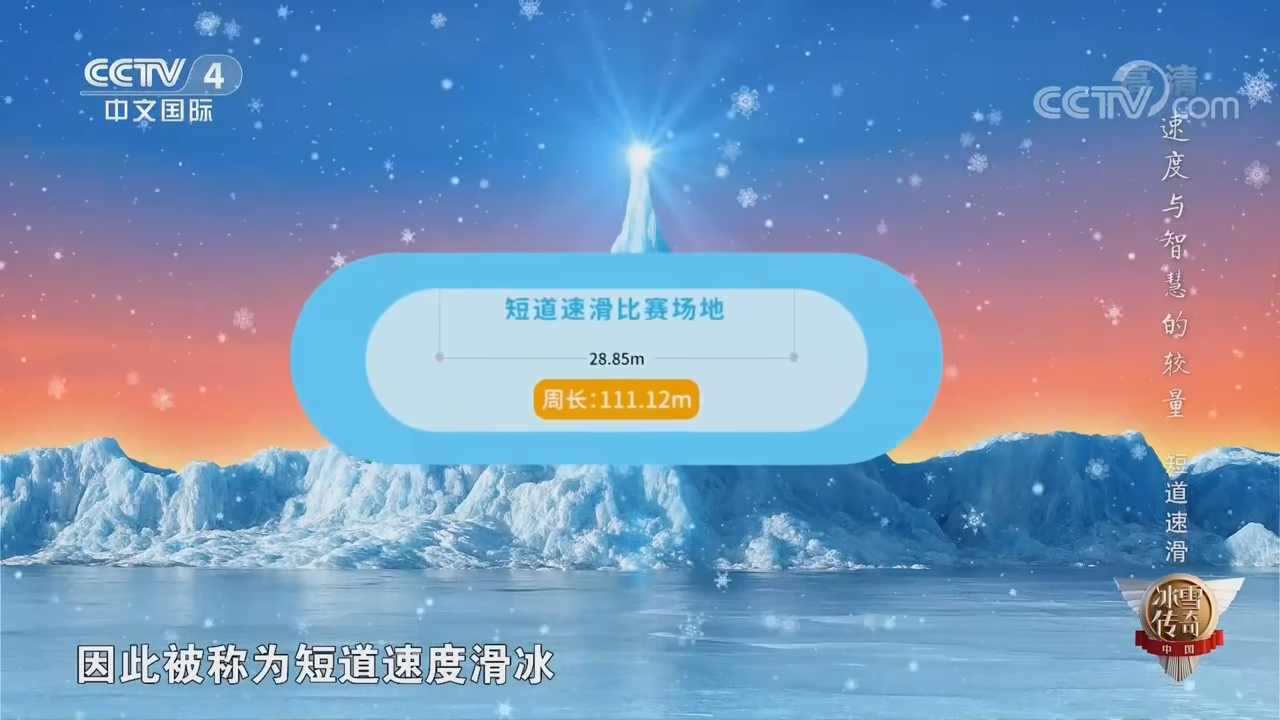 CCTV 4
中文国际
高清
CCTV.com
速度与智慧的较量 短道速滑
短道速滑比赛场地
28.85m
周长:111.12m
冰雪
传奇
中国
因此被称为短道速度滑冰